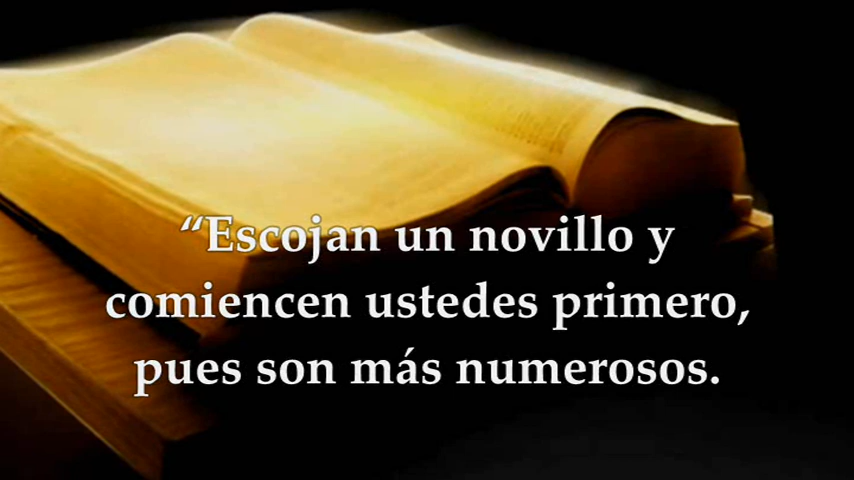 “Escojan un novillo y
comiencen ustedes primero,
pues son más numerosos.